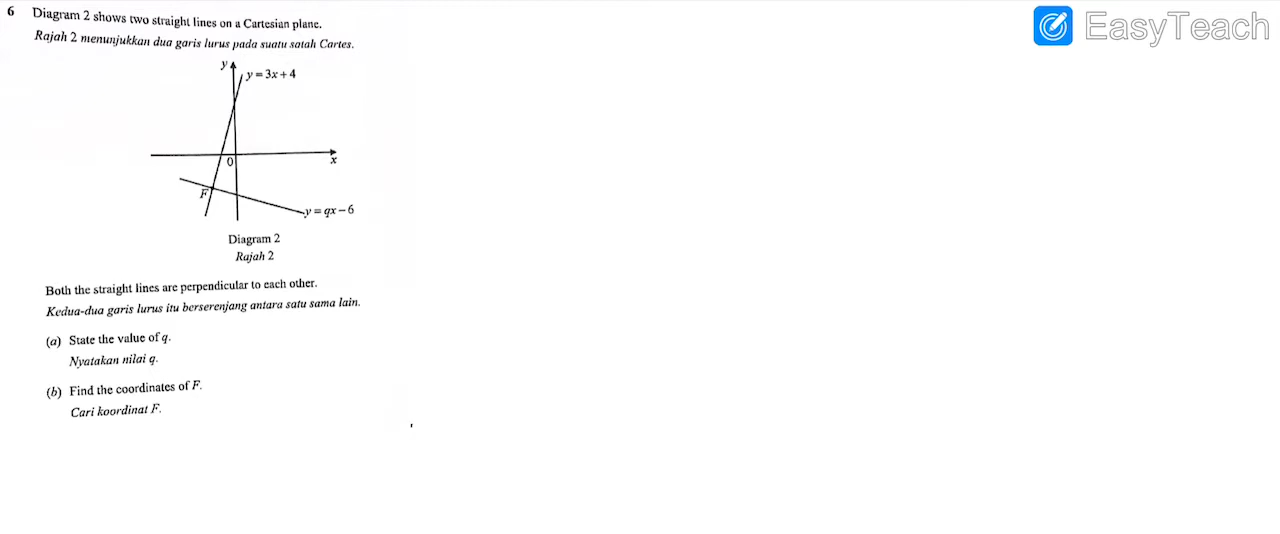 6 Diagram 2 shows two straight lines on a Cartesian plane.
Rajah 2 menunjukkan dua garis lurus pada suatu satah Cartes.
EasyTeach
y
y = 3x + 4
0
x
F
y = qx – 6
Diagram 2
Rajah 2
Both the straight lines are perpendicular to each other.
Kedua-dua garis lurus itu berserenjang antara satu sama lain.
(a) State the value of q.
Nyatakan nilai q.
(b) Find the coordinates of F.
Cari koordinat F.